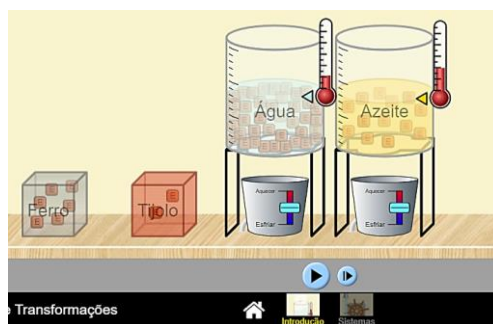 Água
Azeite
Ferro
Tijolo
Aquecer
Esfriar
Aquecer
Esfriar
e Transformações
Introdução
Sistemas